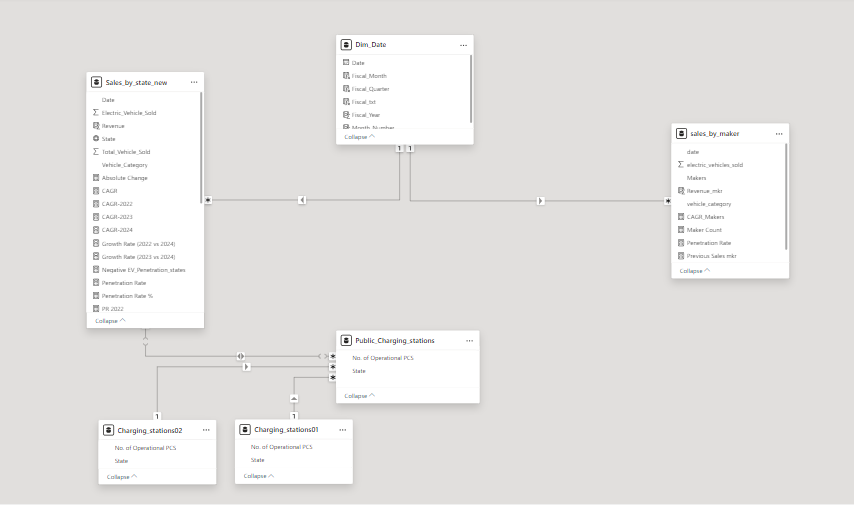 Dim_Date
Date
Fiscal_Month
Fiscal_Quarter
Fiscal_txt
Fiscal_Year
Month_Number
Collapse
Sales_by_state_new
Date
Electric_Vehicle_Sold
Revenue
State
Total_Vehicle_Sold
Vehicle_Category
Absolute Change
CAGR
CAGR-2022
CAGR-2023
CAGR-2024
Growth Rate (2022 vs 2024)
Growth Rate (2023 vs 2024)
Negative EV_Penetration_states
Penetration Rate
Penetration Rate %
PR 2022
Collapse
sales_by_maker
date
electric_vehicles_sold
Makers
Revenue_mkr
vehicle_category
CAGR_Makers
Maker Count
Penetration Rate
Previous Sales mkr
Collapse
1 1
*
*
Public_Charging_stations
No. of Operational PCS
State
Collapse
*
*
*
1
1
Charging_stations02
No. of Operational PCS
State
Collapse
Charging_stations01
No. of Operational PCS
State
Collapse